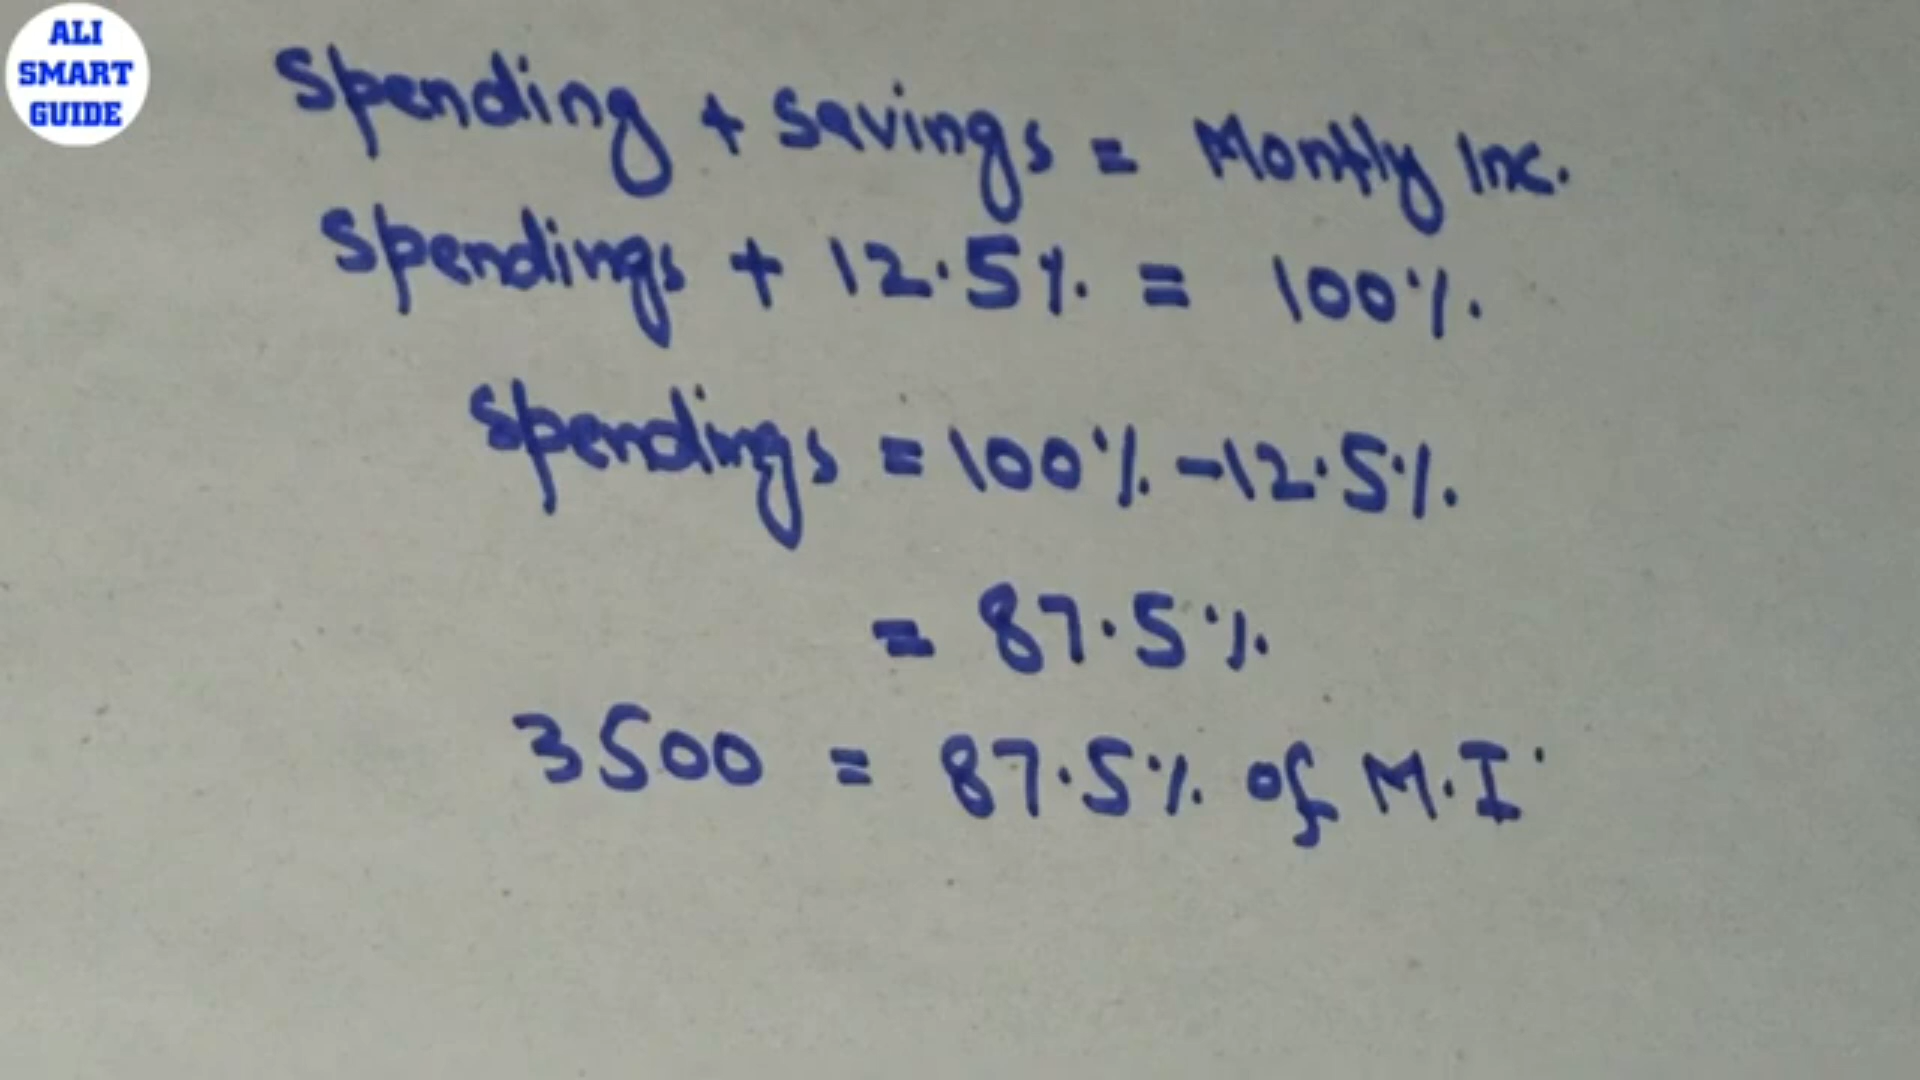 ALI
SMART
GUIDE
Spending + Savings = Montly Inc.
Spendings + 12.5% = 100%
Spendings = 100% - 12.5%
= 87.5%
3500 = 87.5% of M.I